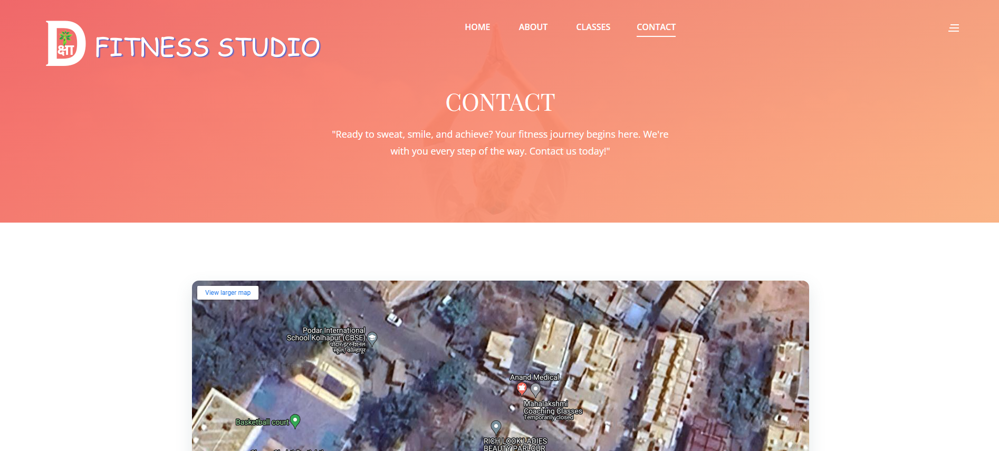 D
क्षा
FITNESS STUDIO
HOME ABOUT CLASSES CONTACT
CONTACT
"Ready to sweat, smile, and achieve? Your fitness journey begins here. We're
with you every step of the way. Contact us today!"
View larger map
Podar International
School Kolhapur (CBSE)
पोदार इंटरनॅशनल
स्कूल, कोल्हापूर
Anand Medical
Mahalakshmi
Coaching Classes
Temporarily closed
Basketball court
RICH LOOK LADIES
BEAUTY PARLOUR